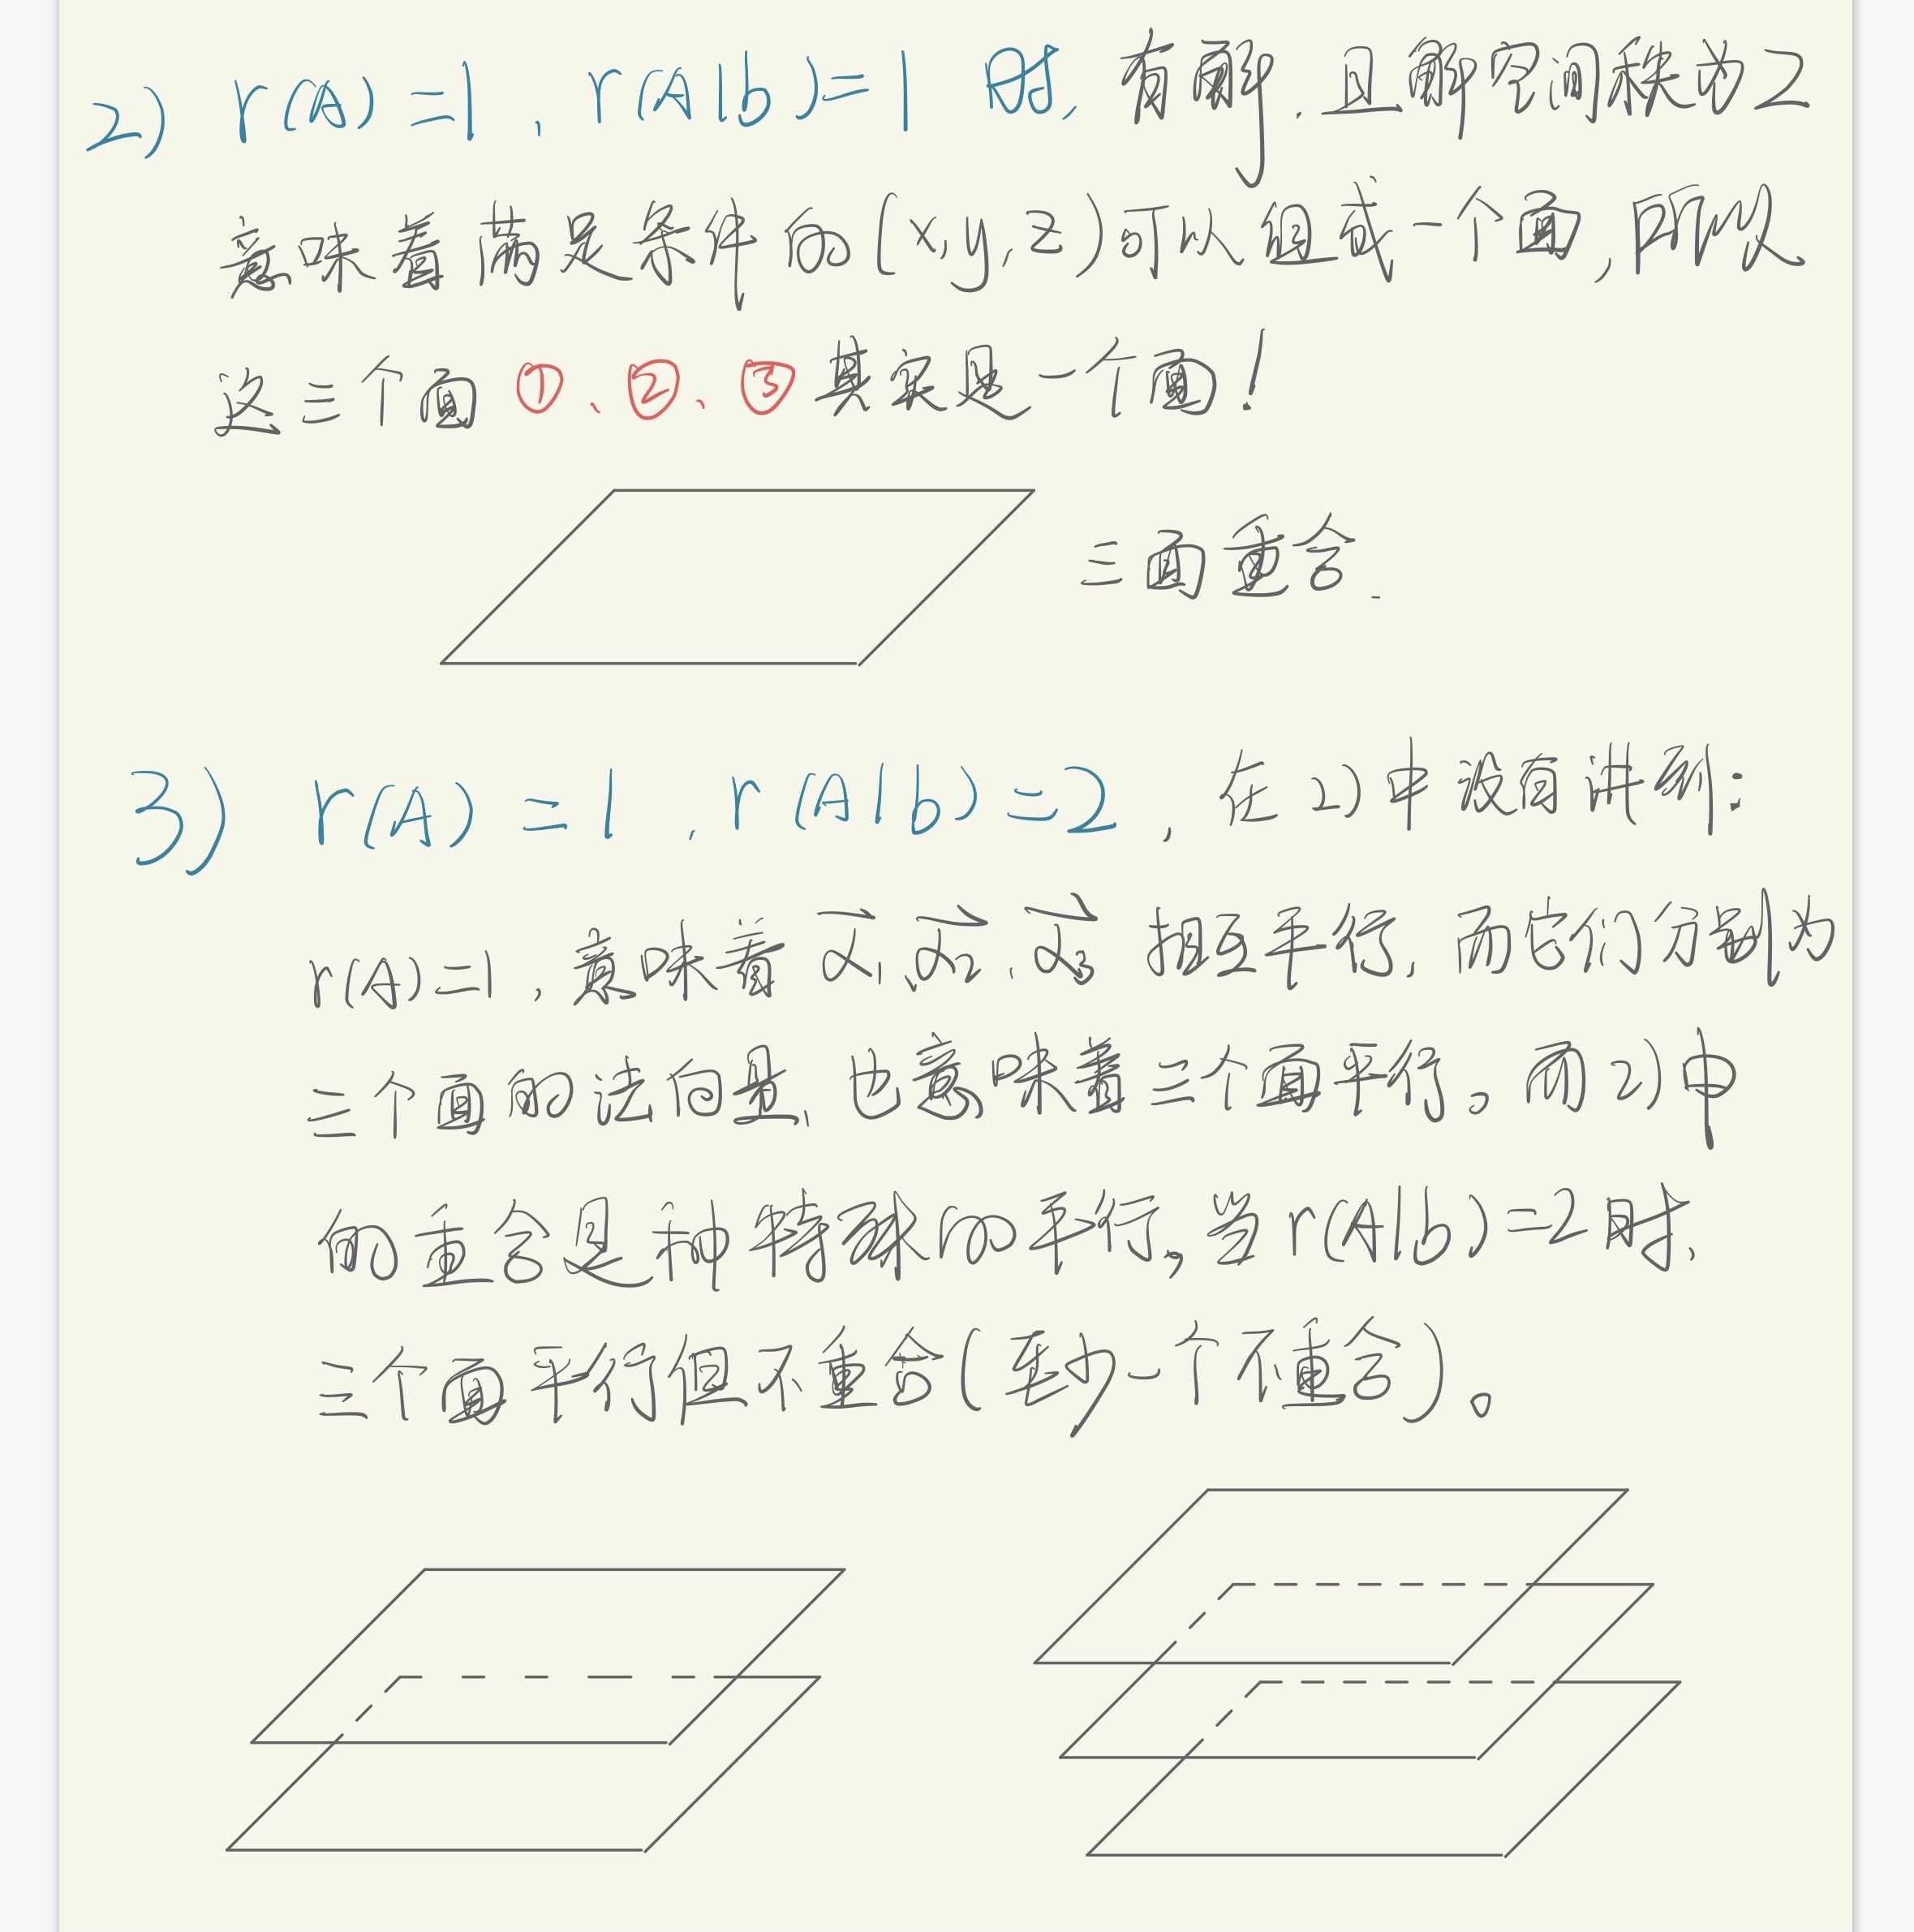 2) r(A)=1，r(A|b)=1 时，有解，且解空间秩为2
意味着满足条件的(x,y,z)可以组成一个面，所以
这三个面①、②、③其实是一个面！
三面重合．
3) r(A)=1，r(A|b)=2，在2)中没有讲到：
r(A)=1，意味着α⃗₁、α⃗₂、α⃗₃相互平行，而它们分别为
三个面的法向量，也意味着三个面平行。而2)中
的重合是种特殊的平行，当r(A|b)=2时，
三个面平行但不重合(至少一个不重合)。